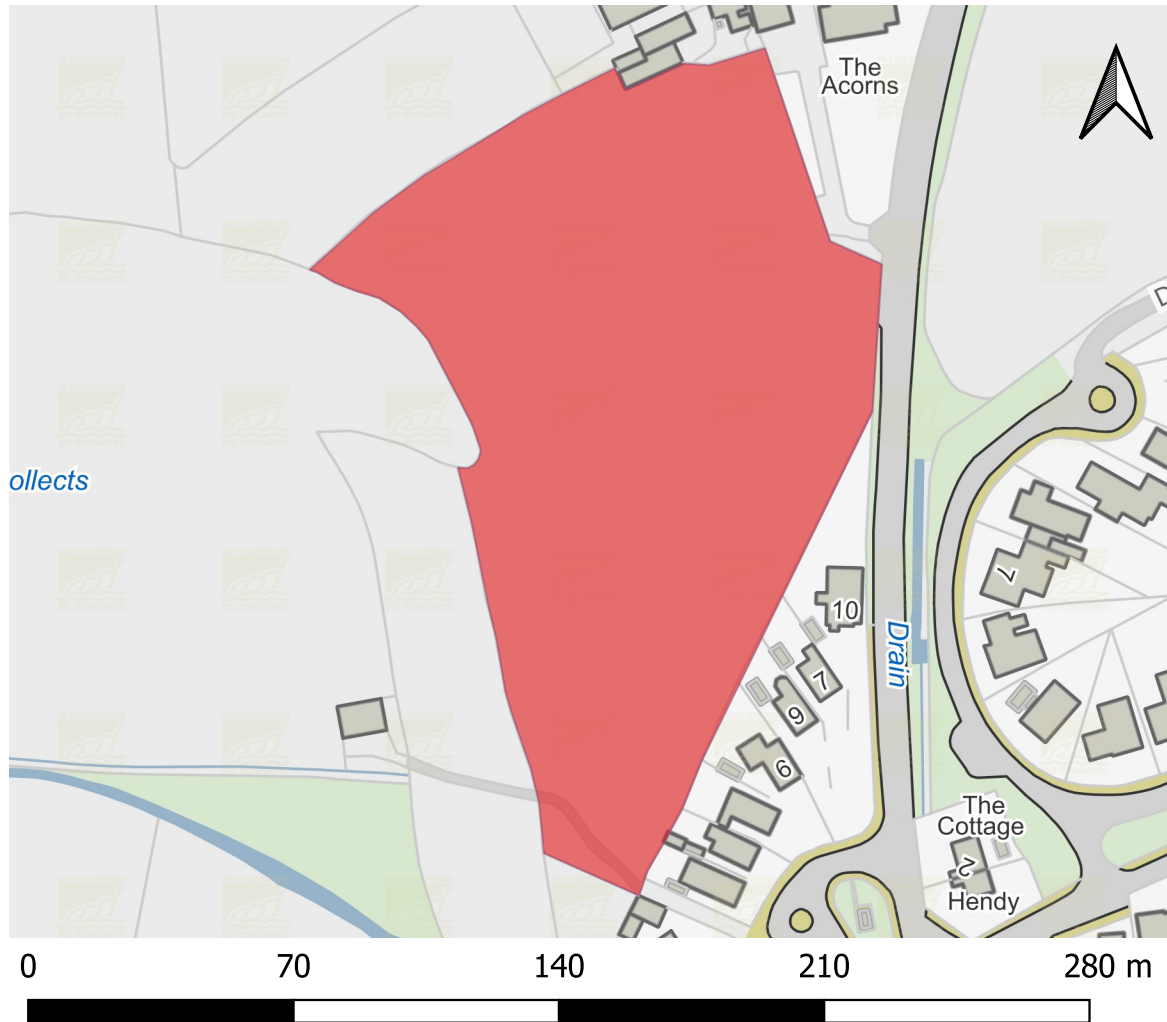 The
Acorns
D
ollects
10
7
Drain
7
9
6
The
Cottage
2
Hendy
0 70 140 210 280 m